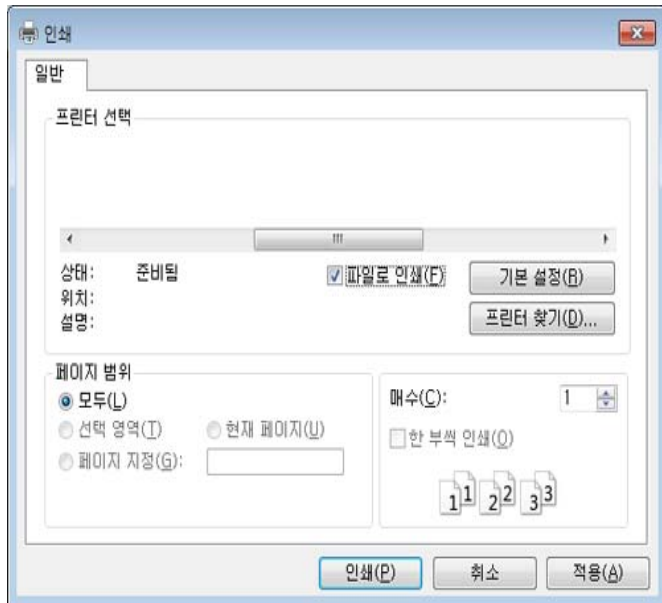 인쇄
일반
프린터 선택
상태: 준비됨
파일로 인쇄(F)
기본 설정(R)
위치:
설명:
프린터 찾기(D)...
페이지 범위
모두(L)
선택 영역(T)
현재 페이지(U)
페이지 지정(G):
매수(C): 1
한 부씩 인쇄(O)
1 1 2 2 3 3
인쇄(P)
취소
적용(A)